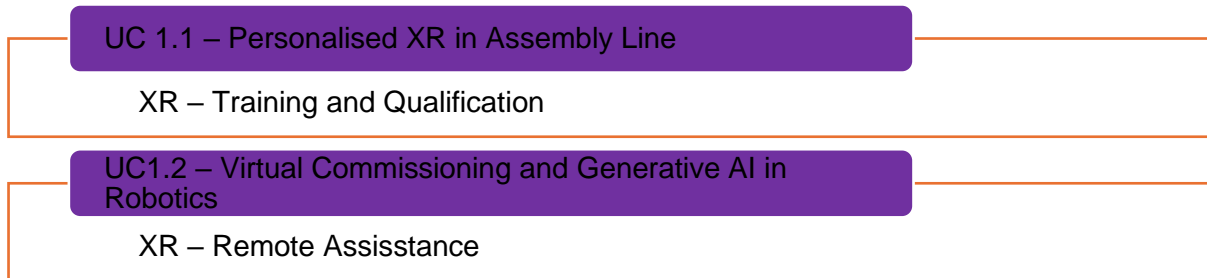 UC 1.1 – Personalised XR in Assembly Line
XR – Training and Qualification
UC1.2 – Virtual Commissioning and Generative AI in
Robotics
XR – Remote Assisstance